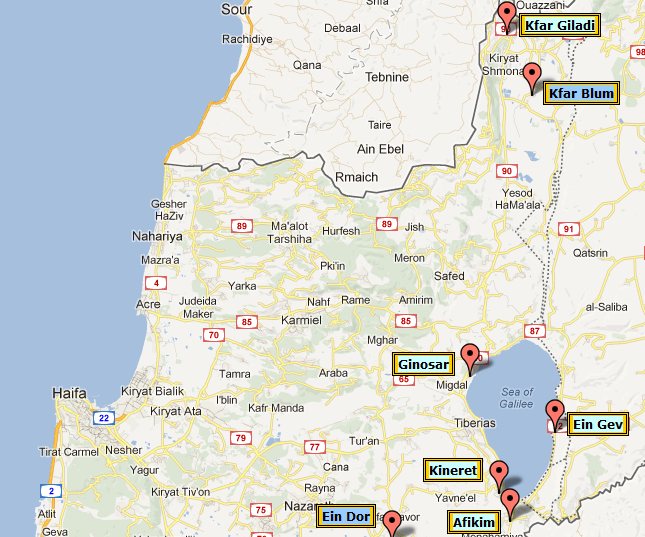 Sour
Ouazzani
Kfar Giladi
Debaal
Rachidiye
98
Qana
Kiryat
Shmona
Tebnine
Kfar Blum
Taire
Ain Ebel
Rmaich
90
Yesod
HaMa'ala
Gesher
HaZiv
89
Ma'alot
Tarshiha
Hurfesh
89
Jish
91
Nahariya
Mazra'a
Meron
Qatsrin
Pki'in
Safed
4
Yarka
Acre
Judeida
Maker
Nahf
Rame
Amirim
al-Saliba
85
Karmiel
85
70
87
Mghar
Ginosar
Haifa
Kiryat Bialik
Tamra
Araba
65
Migdal
Sea of
Galilee
I'blin
Kafr Manda
22
Kiryat Ata
Tiberias
Ein Gev
79
77
Tur'an
Tirat Carmel
Nesher
Yagur
Cana
Kineret
2
Kiryat Tiv'on
Rayna
Yavne'el
Atlit
75
Ein Dor
Afikim
Geva